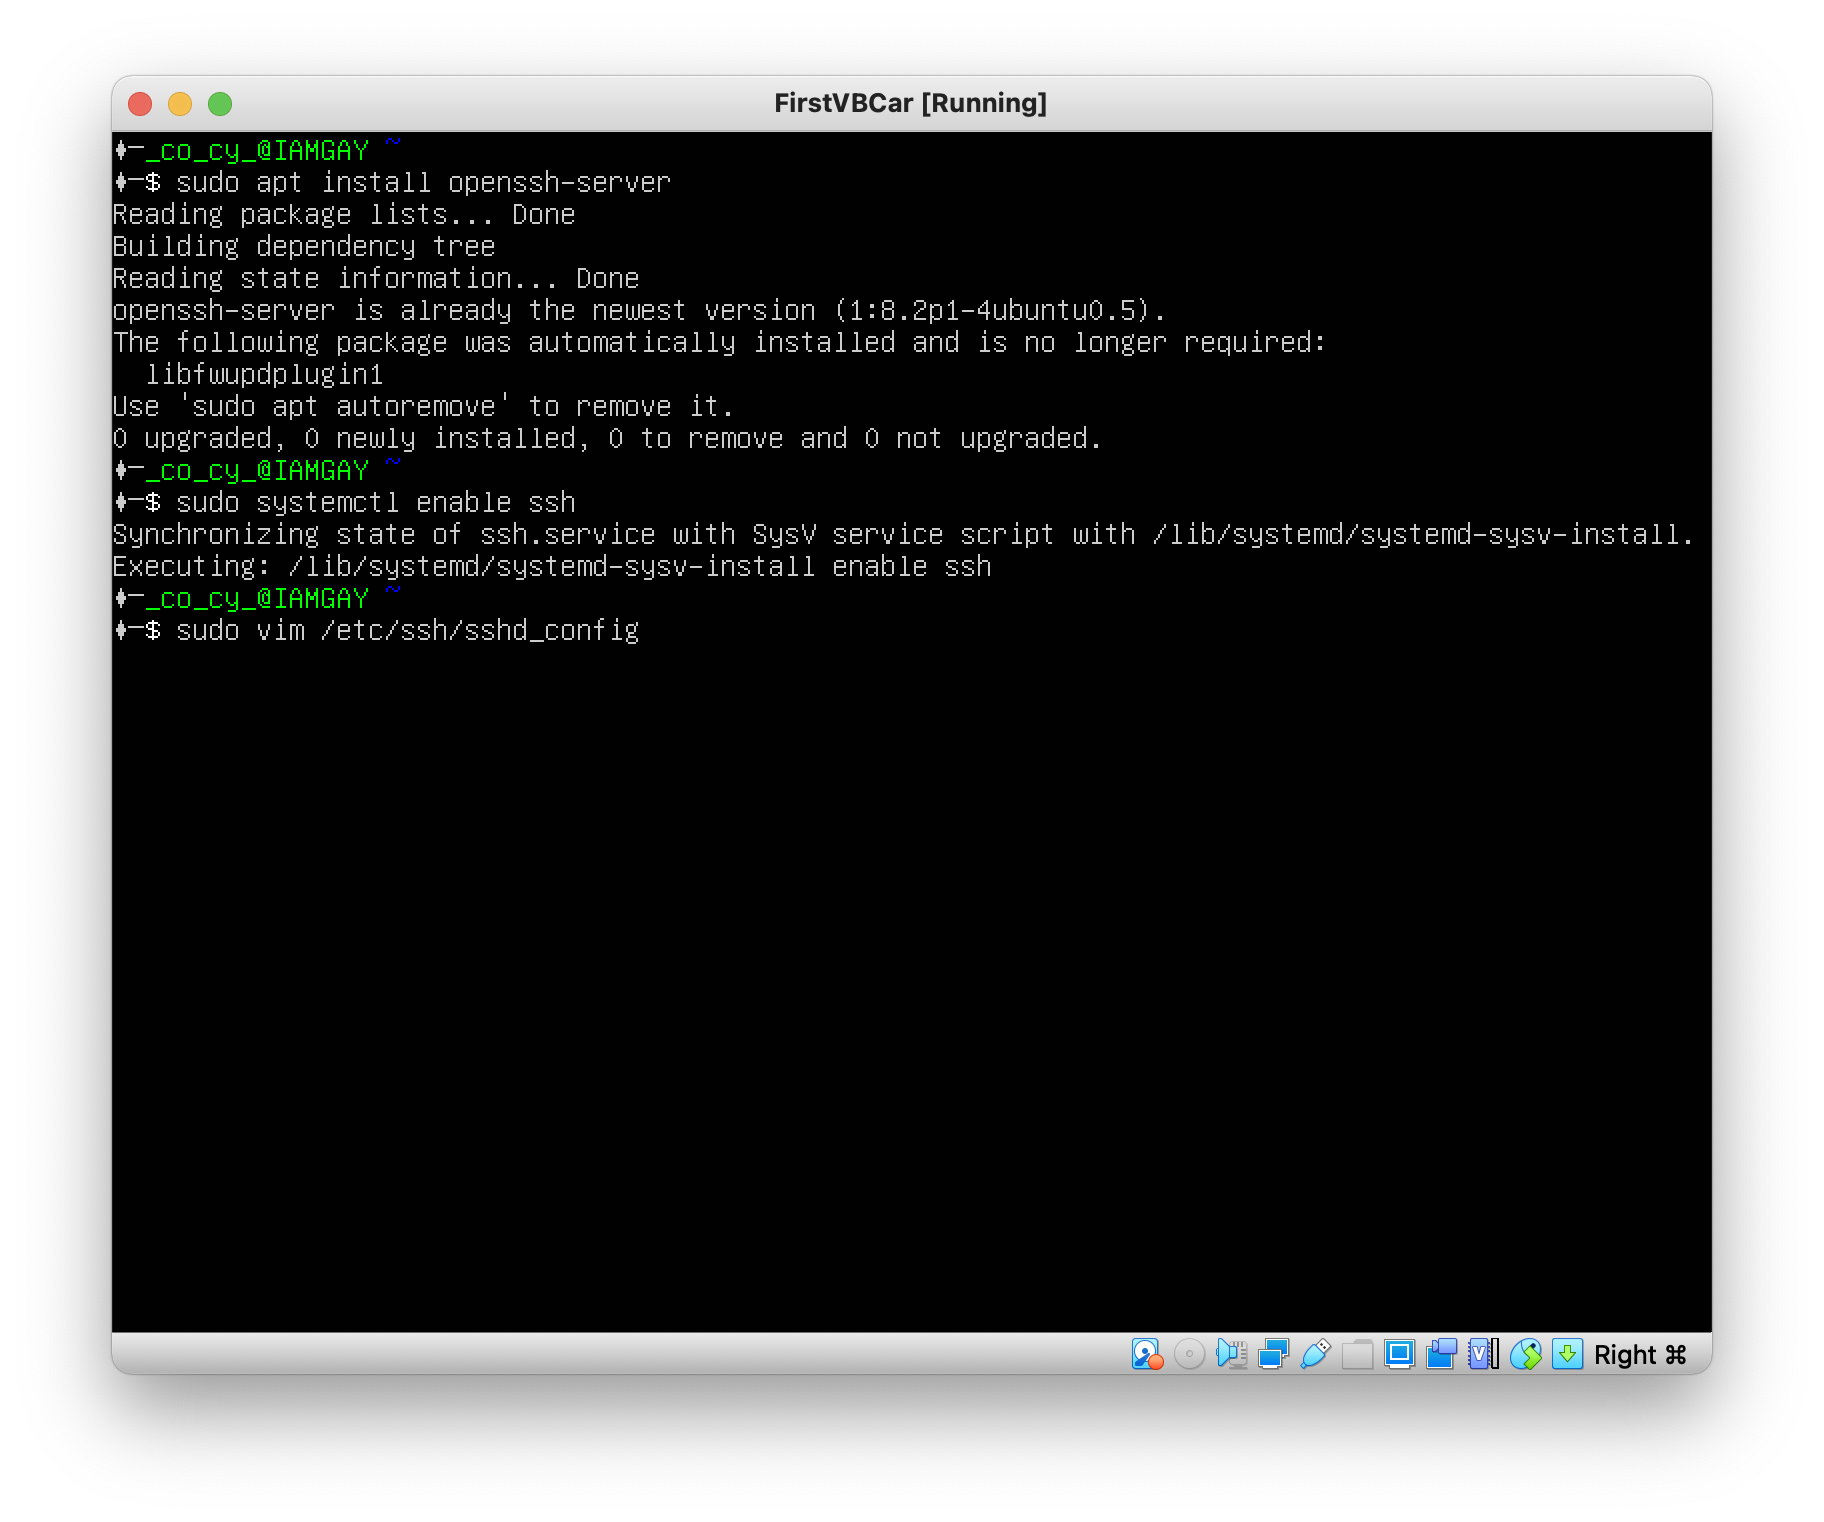 FirstVBCar [Running]
♦─_co_cy_@IAMGAY ~
♦─$ sudo apt install openssh-server
Reading package lists... Done
Building dependency tree
Reading state information... Done
openssh-server is already the newest version (1:8.2p1-4ubuntu0.5).
The following package was automatically installed and is no longer required:
  libfwupdplugin1
Use 'sudo apt autoremove' to remove it.
0 upgraded, 0 newly installed, 0 to remove and 0 not upgraded.
♦─_co_cy_@IAMGAY ~
♦─$ sudo systemctl enable ssh
Synchronizing state of ssh.service with SysV service script with /lib/systemd/systemd-sysv-install.
Executing: /lib/systemd/systemd-sysv-install enable ssh
♦─_co_cy_@IAMGAY ~
♦─$ sudo vim /etc/ssh/sshd_config
Right ⌘